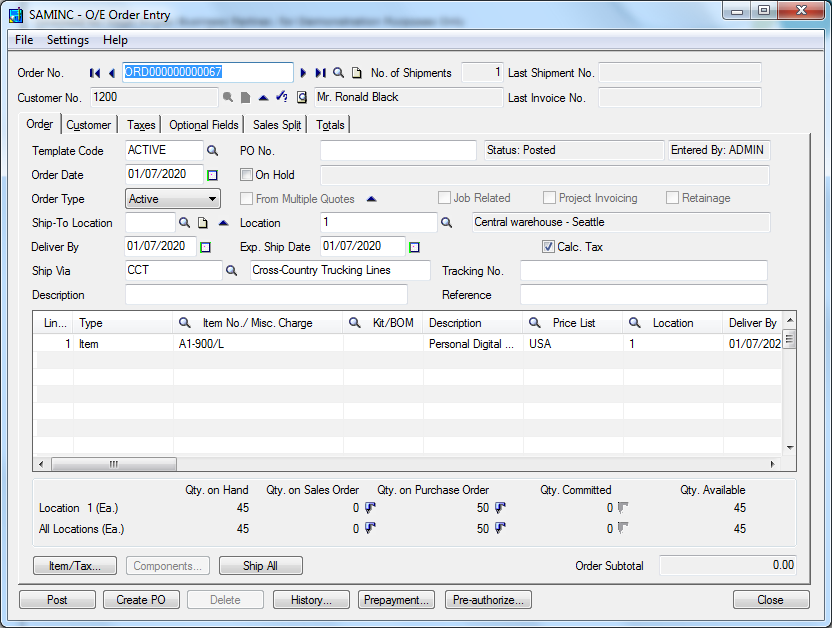 SAMINC - O/E Order Entry
File Settings Help
Order No. ORD000000000067 No. of Shipments 1 Last Shipment No.
Customer No. 1200 Mr. Ronald Black Last Invoice No.
Order Customer Taxes Optional Fields Sales Split Totals
Template Code ACTIVE PO No. Status: Posted Entered By: ADMIN
Order Date 01/07/2020 On Hold
Order Type Active From Multiple Quotes Job Related Project Invoicing Retainage
Ship-To Location Location 1 Central warehouse - Seattle
Deliver By 01/07/2020 Exp. Ship Date 01/07/2020 Calc. Tax
Ship Via CCT Cross-Country Trucking Lines Tracking No.
Description Reference
Lin... Type Item No./ Misc. Charge Kit/BOM Description Price List Location Deliver By
1 Item A1-900/L Personal Digital ... USA 1 01/07/202
Qty. on Hand Qty. on Sales Order Qty. on Purchase Order Qty. Committed Qty. Available
Location 1 (Ea.) 45 0 50 0 45
All Locations (Ea.) 45 0 50 0 45
Item/Tax... Components... Ship All Order Subtotal 0.00
Post Create PO Delete History... Prepayment... Pre-authorize... Close